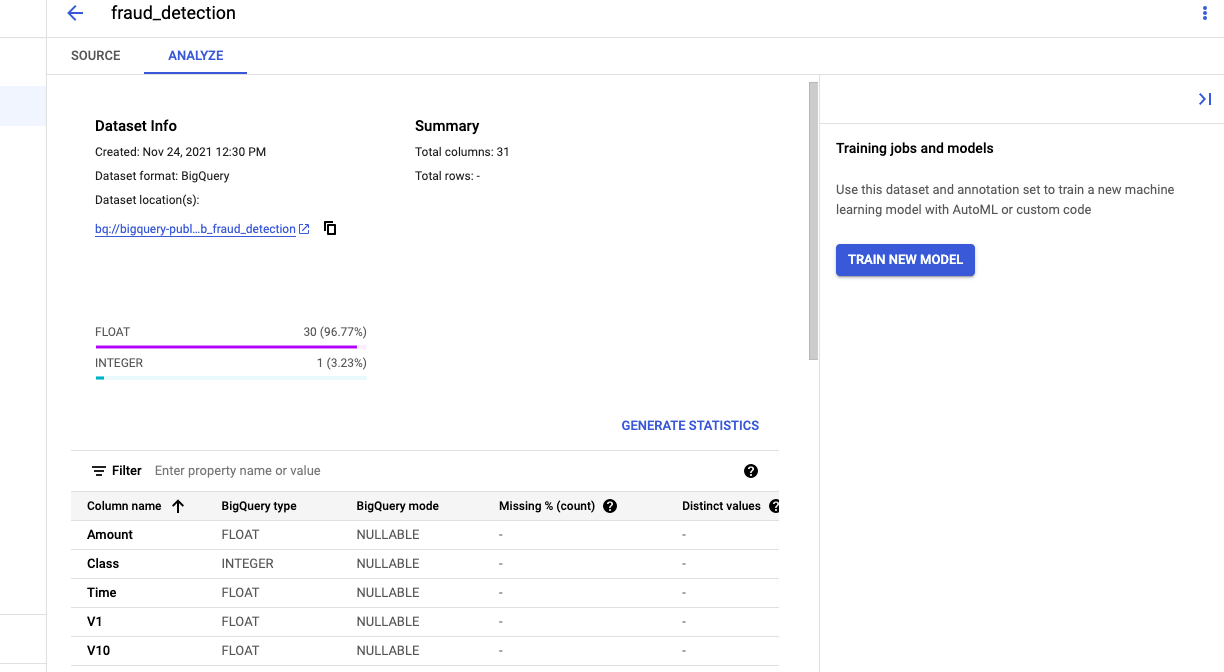 fraud_detection
SOURCE
ANALYZE
Dataset Info
Created: Nov 24, 2021 12:30 PM
Dataset format: BigQuery
Dataset location(s):
bq://bigquery-publ...b_fraud_detection
Summary
Total columns: 31
Total rows: -
FLOAT 30 (96.77%)
INTEGER 1 (3.23%)
GENERATE STATISTICS
Filter Enter property name or value
Column name BigQuery type BigQuery mode Missing % (count) Distinct values
Amount FLOAT NULLABLE - -
Class INTEGER NULLABLE - -
Time FLOAT NULLABLE - -
V1 FLOAT NULLABLE - -
V10 FLOAT NULLABLE - -
Training jobs and models
Use this dataset and annotation set to train a new machine
learning model with AutoML or custom code
TRAIN NEW MODEL